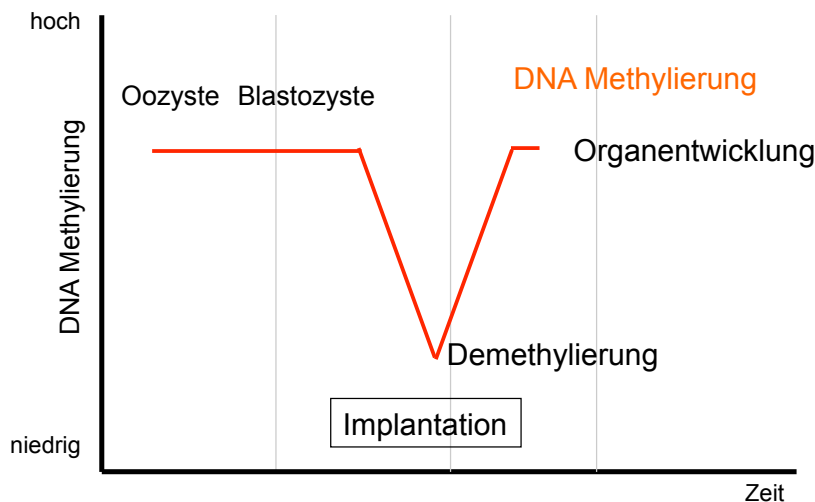 hoch
DNA Methylierung
Oozyste Blastozyste
Organentwicklung
DNA Methylierung
Demethylierung
Implantation
niedrig
Zeit